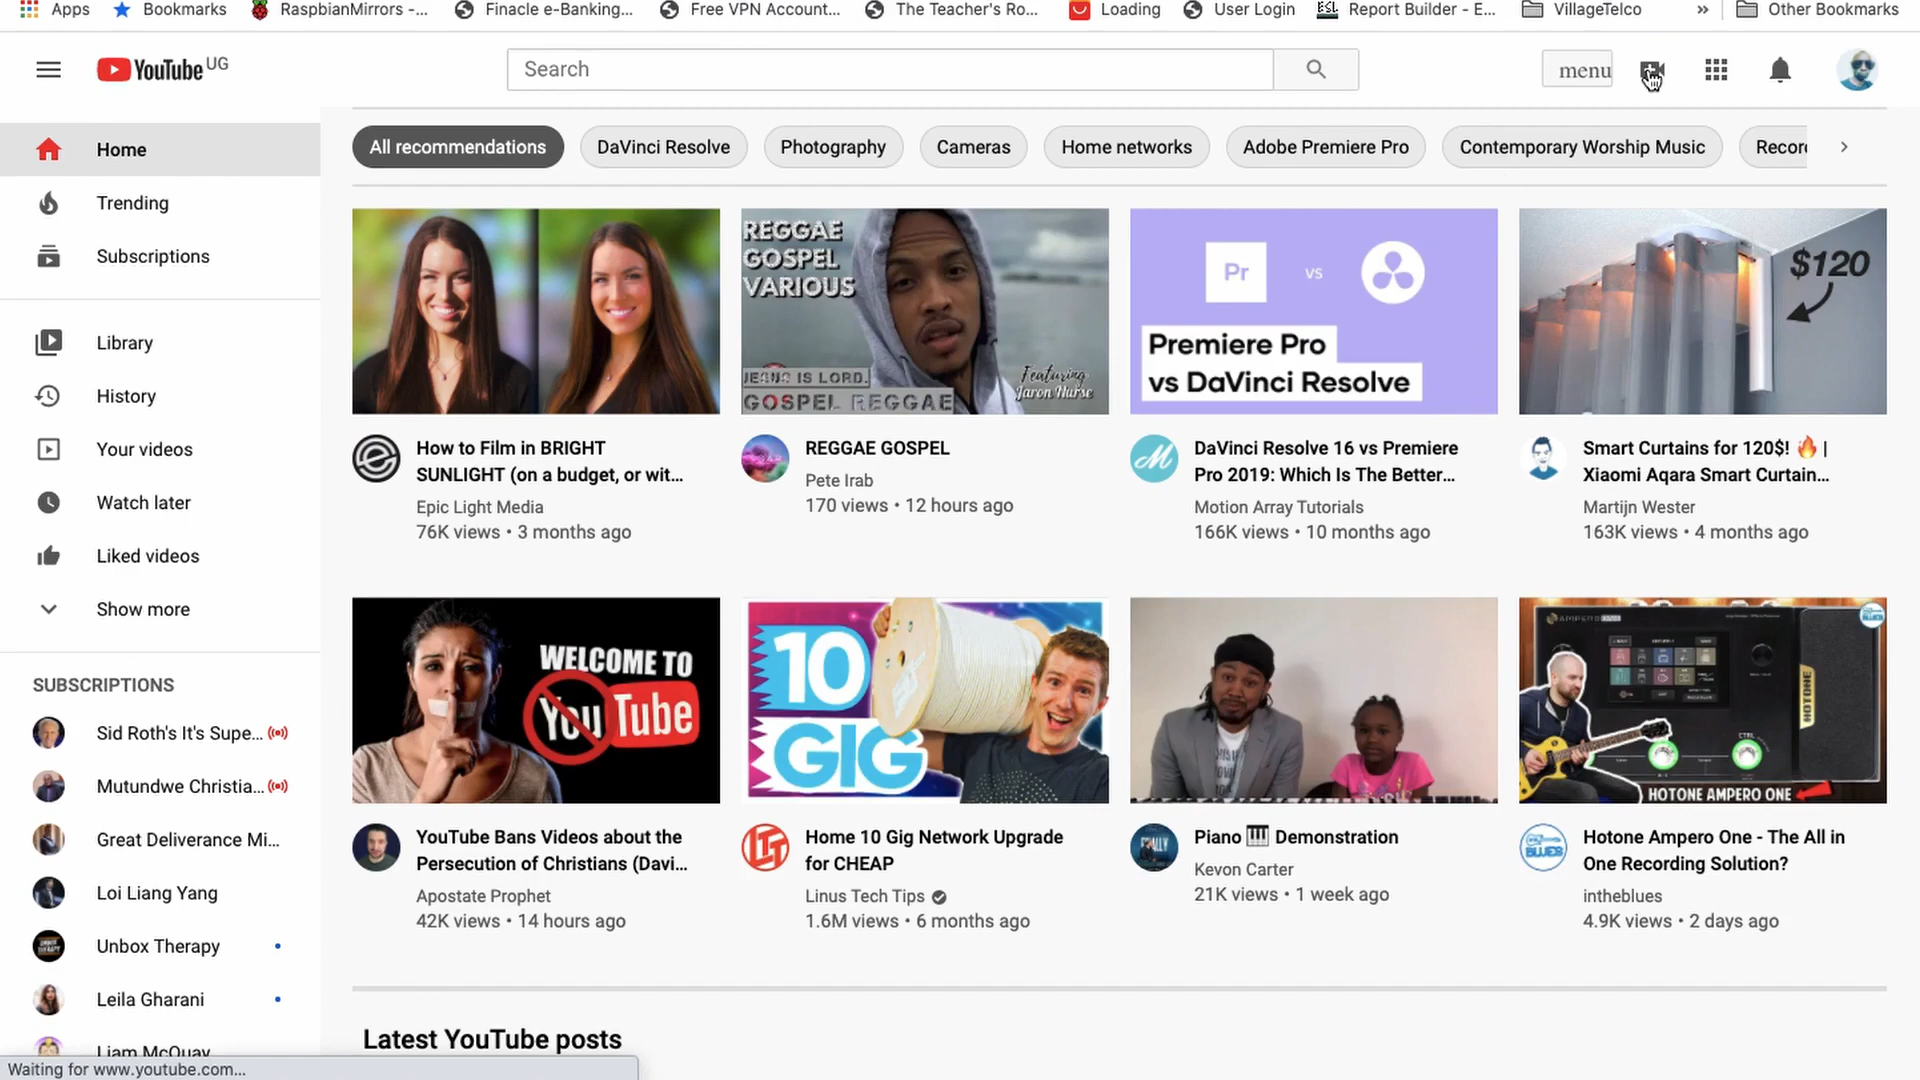 Apps Bookmarks RaspbianMirrors -... Finacle e-Banking... Free VPN Account... The Teacher's Ro... Loading User Login Report Builder - E... VillageTelco » Other Bookmarks
YouTube UG
Search
menu
Home
Trending
Subscriptions
Library
History
Your videos
Watch later
Liked videos
Show more
SUBSCRIPTIONS
Sid Roth's It's Supe...
Mutundwe Christia...
Great Deliverance Mi...
Loi Liang Yang
Unbox Therapy
Leila Gharani
Liam McQuay
Waiting for www.youtube.com...
All recommendations DaVinci Resolve Photography Cameras Home networks Adobe Premiere Pro Contemporary Worship Music Recor
REGGAE
GOSPEL
VARIOUS
JESUS IS LORD.
GOSPEL REGGAE
Featuring
Jaron Nurse
Pr vs
Premiere Pro
vs DaVinci Resolve
$120
How to Film in BRIGHT
SUNLIGHT (on a budget, or wit...
Epic Light Media
76K views • 3 months ago
REGGAE GOSPEL
Pete Irab
170 views • 12 hours ago
M
DaVinci Resolve 16 vs Premiere
Pro 2019: Which Is The Better...
Motion Array Tutorials
166K views • 10 months ago
Smart Curtains for 120$! 🔥 |
Xiaomi Aqara Smart Curtain...
Martijn Wester
163K views • 4 months ago
WELCOME TO
YouTube
10
GIG
AMPERO ONE
HOTONE
CTRL
HOTONE AMPERO ONE
YouTube Bans Videos about the
Persecution of Christians (Davi...
Apostate Prophet
42K views • 14 hours ago
LTT
Home 10 Gig Network Upgrade
for CHEAP
Linus Tech Tips
1.6M views • 6 months ago
Piano 🎹 Demonstration
Kevon Carter
21K views • 1 week ago
BLUES
Hotone Ampero One - The All in
One Recording Solution?
intheblues
4.9K views • 2 days ago
Latest YouTube posts